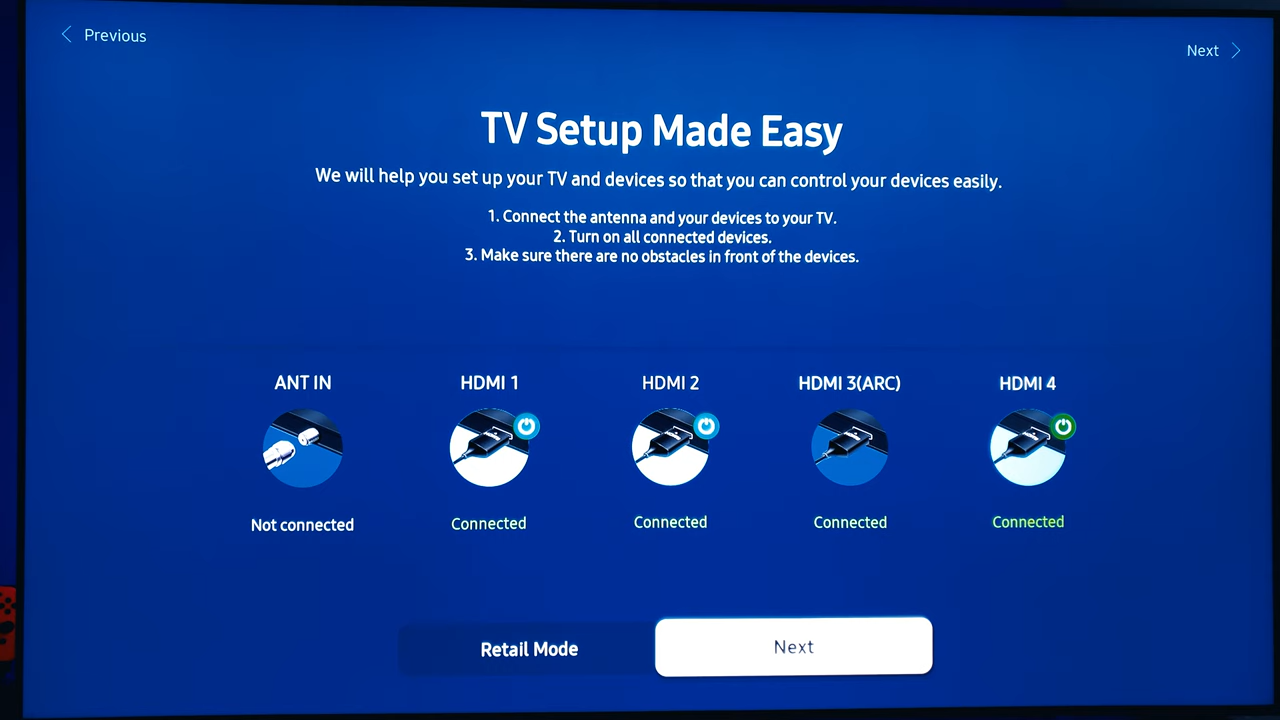 Previous
Next
TV Setup Made Easy
We will help you set up your TV and devices so that you can control your devices easily.
1. Connect the antenna and your devices to your TV.
2. Turn on all connected devices.
3. Make sure there are no obstacles in front of the devices.
ANT IN
HDMI 1
HDMI 2
HDMI 3(ARC)
HDMI 4
Not connected
Connected
Connected
Connected
Connected
Retail Mode
Next